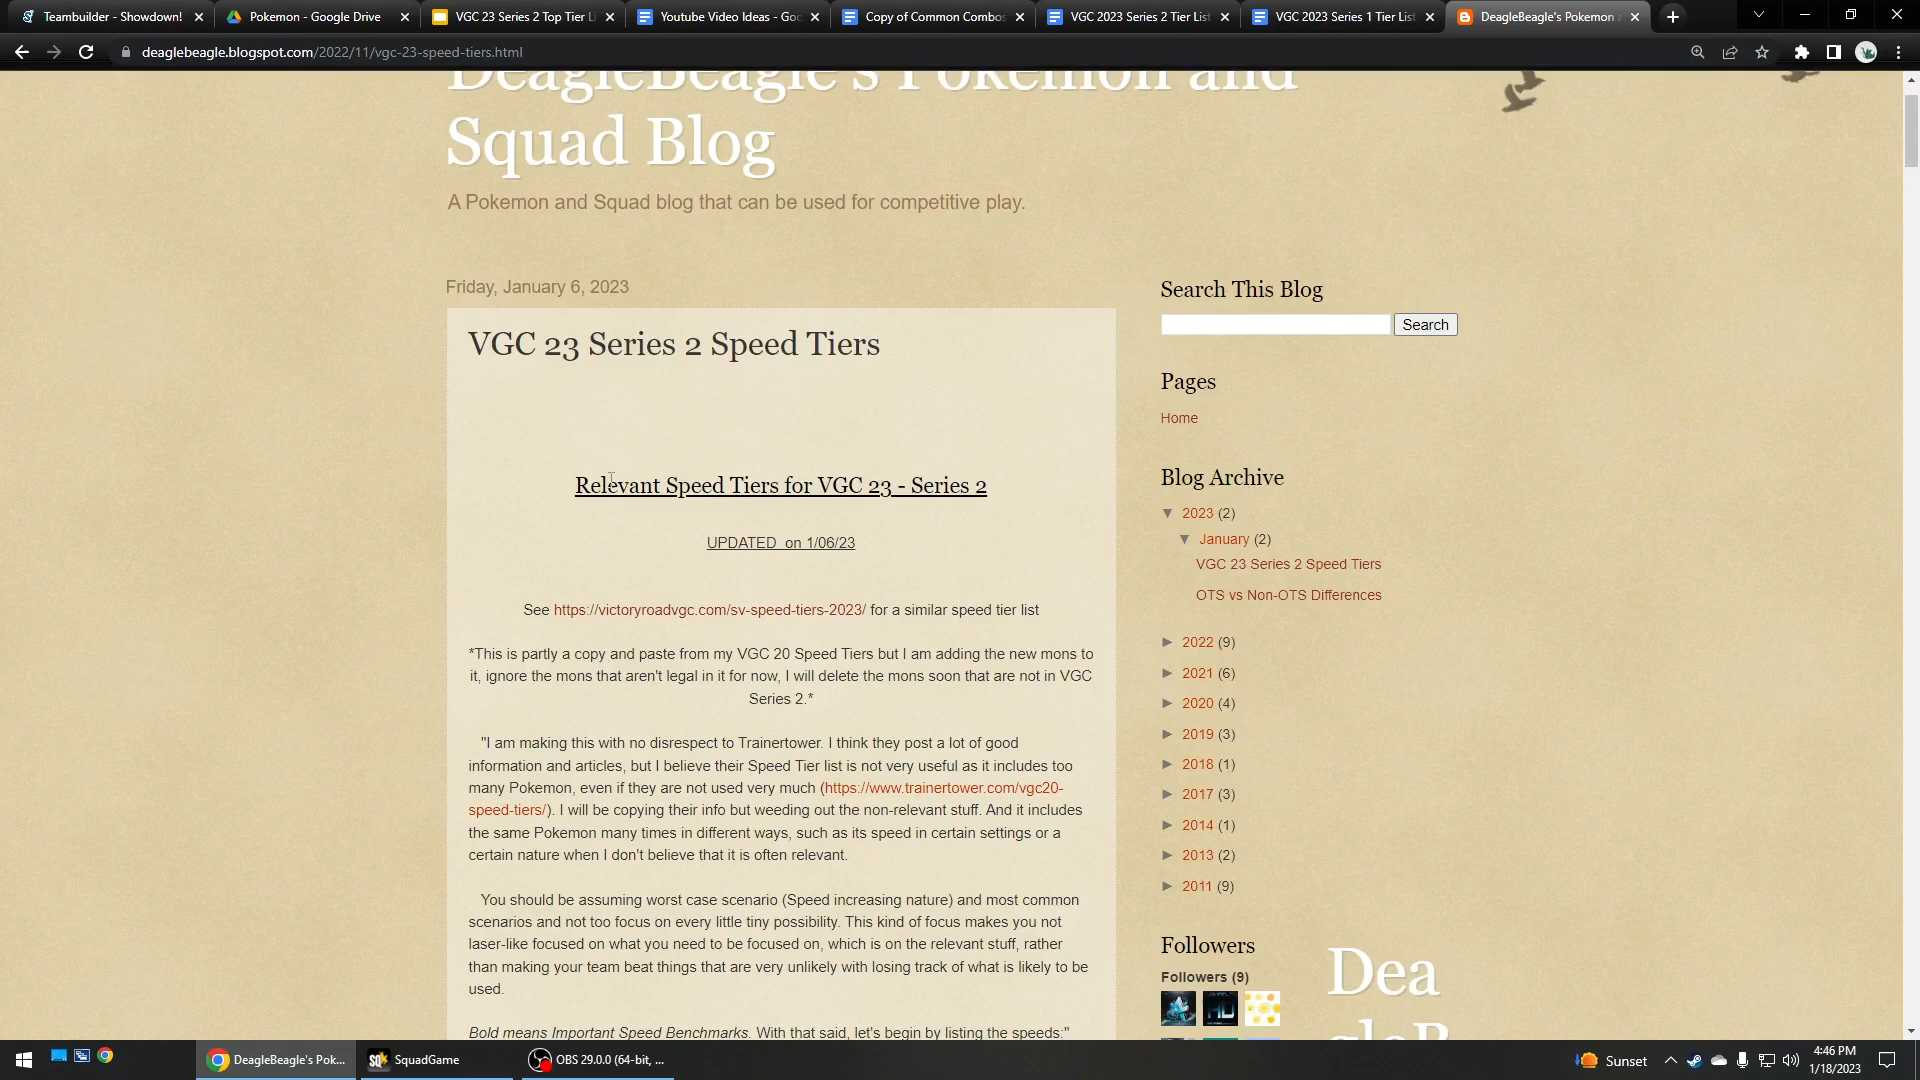 Teambuilder - Showdown!
Pokemon - Google Drive
VGC 23 Series 2 Top Tier Li
Youtube Video Ideas - Goo
Copy of Common Combos
VGC 2023 Series 2 Tier List
VGC 2023 Series 1 Tier List
DeagleBeagle's Pokemon a
deaglebeagle.blogspot.com/2022/11/vgc-23-speed-tiers.html
DeagleBeagle's Pokemon and
Squad Blog
A Pokemon and Squad blog that can be used for competitive play.
Friday, January 6, 2023
VGC 23 Series 2 Speed Tiers
Relevant Speed Tiers for VGC 23 - Series 2
UPDATED on 1/06/23
See https://victoryroadvgc.com/sv-speed-tiers-2023/ for a similar speed tier list
*This is partly a copy and paste from my VGC 20 Speed Tiers but I am adding the new mons to
it, ignore the mons that aren't legal in it for now, I will delete the mons soon that are not in VGC
Series 2.*
"I am making this with no disrespect to Trainertower. I think they post a lot of good
information and articles, but I believe their Speed Tier list is not very useful as it includes too
many Pokemon, even if they are not used very much (https://www.trainertower.com/vgc20-
speed-tiers/). I will be copying their info but weeding out the non-relevant stuff. And it includes
the same Pokemon many times in different ways, such as its speed in certain settings or a
certain nature when I don't believe that it is often relevant.
You should be assuming worst case scenario (Speed increasing nature) and most common
scenarios and not too focus on every little tiny possibility. This kind of focus makes you not
laser-like focused on what you need to be focused on, which is on the relevant stuff, rather
than making your team beat things that are very unlikely with losing track of what is likely to be
used.
Bold means Important Speed Benchmarks. With that said, let's begin by listing the speeds:"
Search This Blog
Search
Pages
Home
Blog Archive
▼ 2023 (2)
▼ January (2)
VGC 23 Series 2 Speed Tiers
OTS vs Non-OTS Differences
► 2022 (9)
► 2021 (6)
► 2020 (4)
► 2019 (3)
► 2018 (1)
► 2017 (3)
► 2014 (1)
► 2013 (2)
► 2011 (9)
Followers
Followers (9)
Dea
gleB
DeagleBeagle's Pok...
SquadGame
OBS 29.0.0 (64-bit, ...
Sunset
4:46 PM
1/18/2023